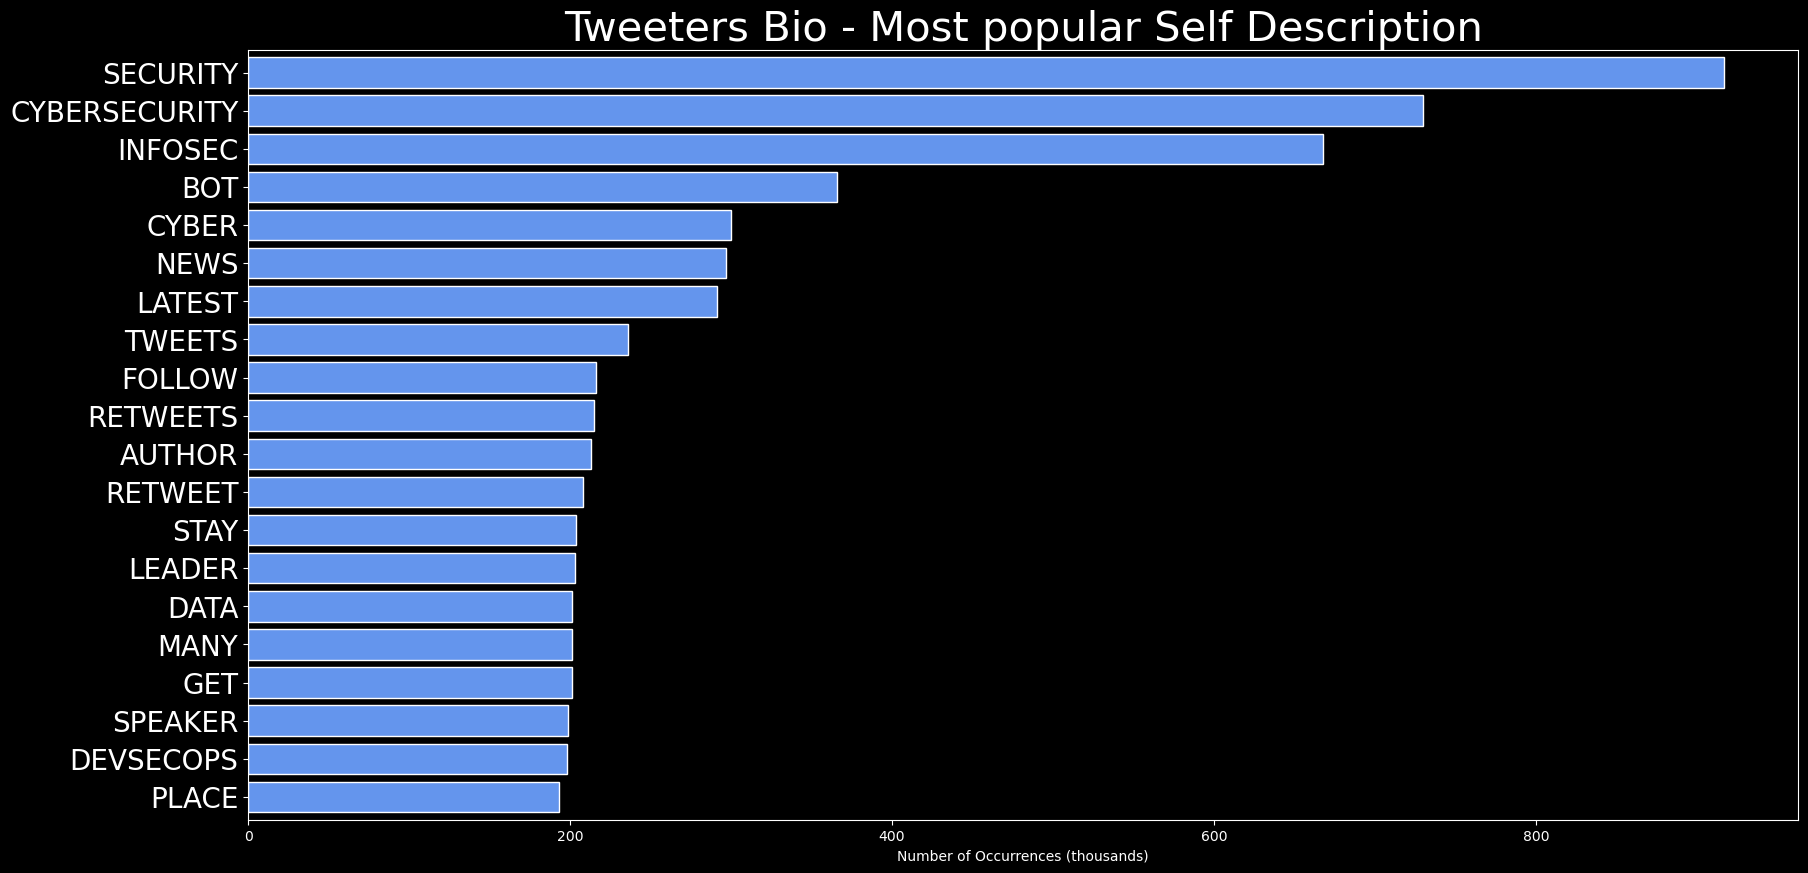 Tweeters Bio - Most popular Self Description
SECURITY
CYBERSECURITY
INFOSEC
BOT
CYBER
NEWS
LATEST
TWEETS
FOLLOW
RETWEETS
AUTHOR
RETWEET
STAY
LEADER
DATA
MANY
GET
SPEAKER
DEVSECOPS
PLACE
0 200 400 600 800
Number of Occurrences (thousands)